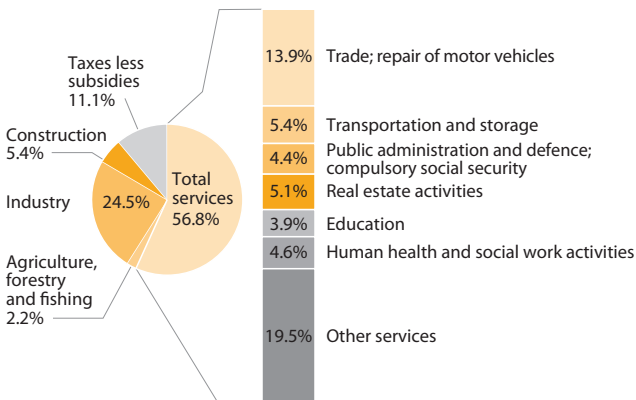 Taxes less
subsidies
11.1%
Construction
5.4%
Industry
24.5%
Total
services
56.8%
Agriculture,
forestry
and fishing
2.2%
13.9% Trade; repair of motor vehicles
5.4% Transportation and storage
4.4% Public administration and defence;
compulsory social security
5.1% Real estate activities
3.9% Education
4.6% Human health and social work activities
19.5% Other services